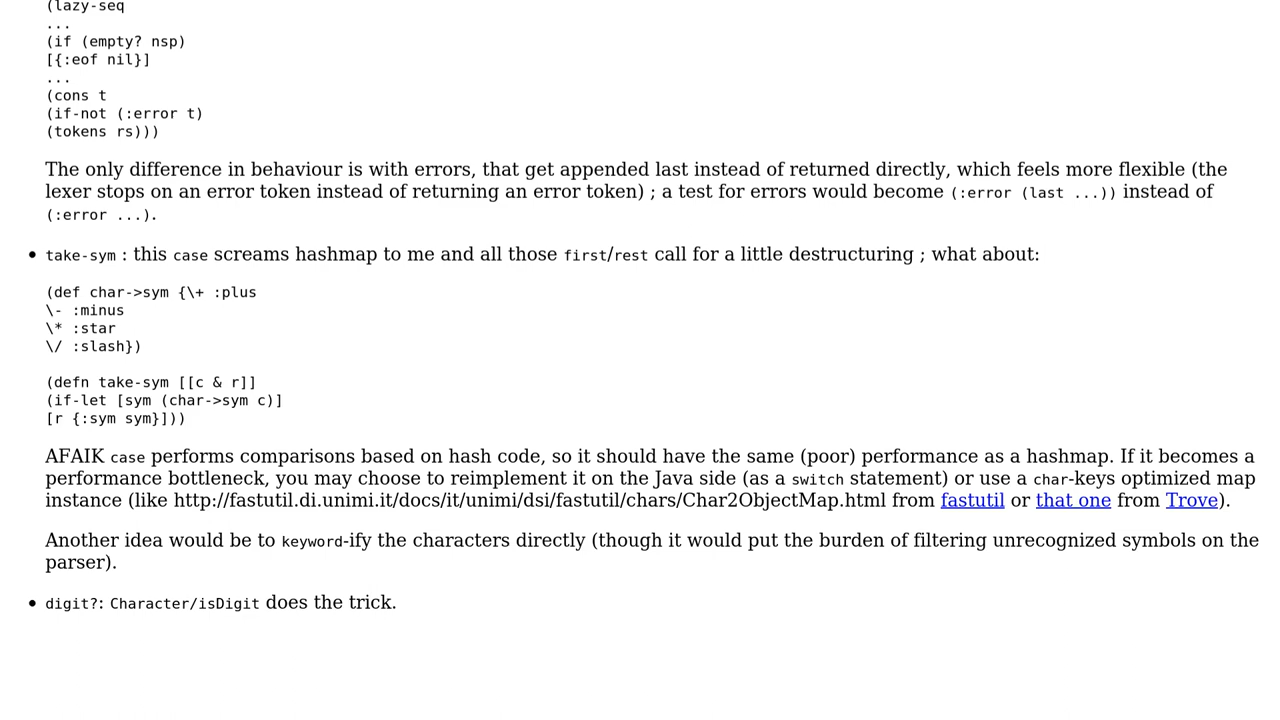 (lazy-seq
...
(if (empty? nsp)
[{:eof nil}]
...
(cons t
(if-not (:error t)
(tokens rs)))
The only difference in behaviour is with errors, that get appended last instead of returned directly, which feels more flexible (the
lexer stops on an error token instead of returning an error token) ; a test for errors would become (:error (last ...)) instead of
(:error ...).
• take-sym : this case screams hashmap to me and all those first/rest call for a little destructuring ; what about:
(def char->sym {\+ :plus
\- :minus
\* :star
\/ :slash})
(defn take-sym [[c & r]]
(if-let [sym (char->sym c)]
[r {:sym sym}]))
AFAIK case performs comparisons based on hash code, so it should have the same (poor) performance as a hashmap. If it becomes a
performance bottleneck, you may choose to reimplement it on the Java side (as a switch statement) or use a char-keys optimized map
instance (like http://fastutil.di.unimi.it/docs/it/unimi/dsi/fastutil/chars/Char2ObjectMap.html from fastutil or that one from Trove).
Another idea would be to keyword-ify the characters directly (though it would put the burden of filtering unrecognized symbols on the
parser).
• digit?: Character/isDigit does the trick.